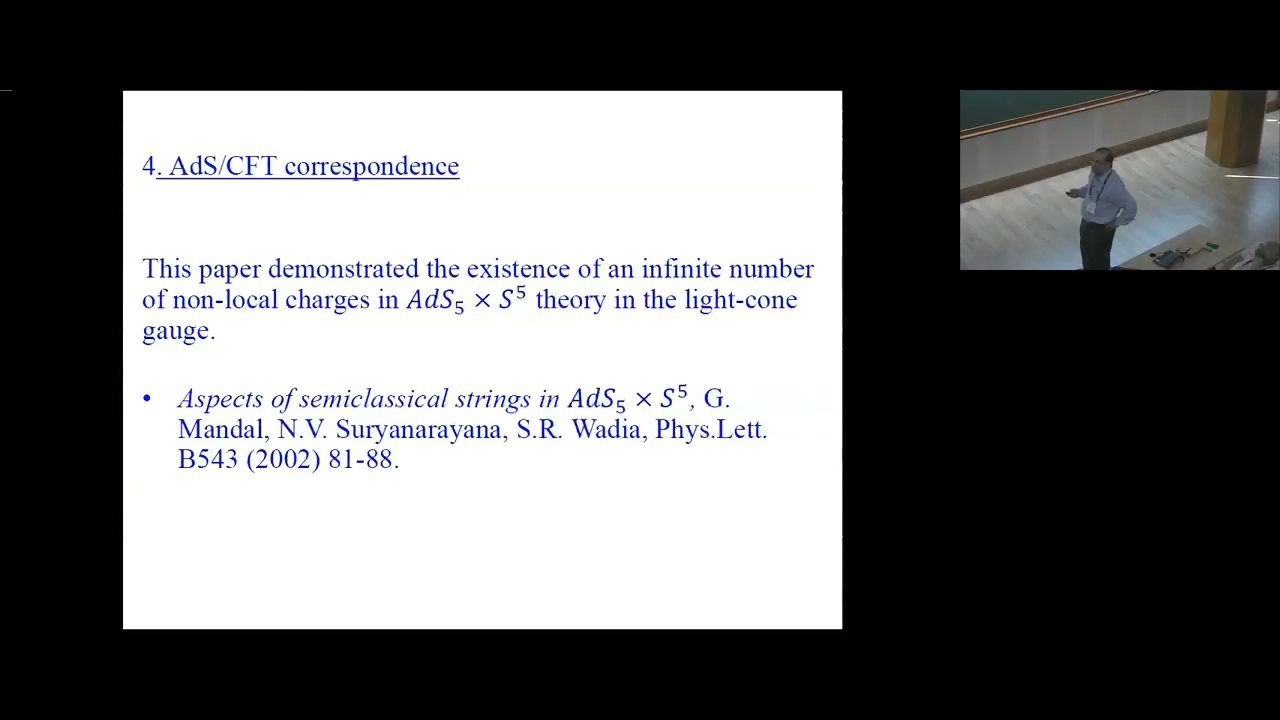 4. AdS/CFT correspondence
This paper demonstrated the existence of an infinite number
of non-local charges in AdS₅ × S⁵ theory in the light-cone
gauge.
• Aspects of semiclassical strings in AdS₅ × S⁵, G.
Mandal, N.V. Suryanarayana, S.R. Wadia, Phys.Lett.
B543 (2002) 81-88.